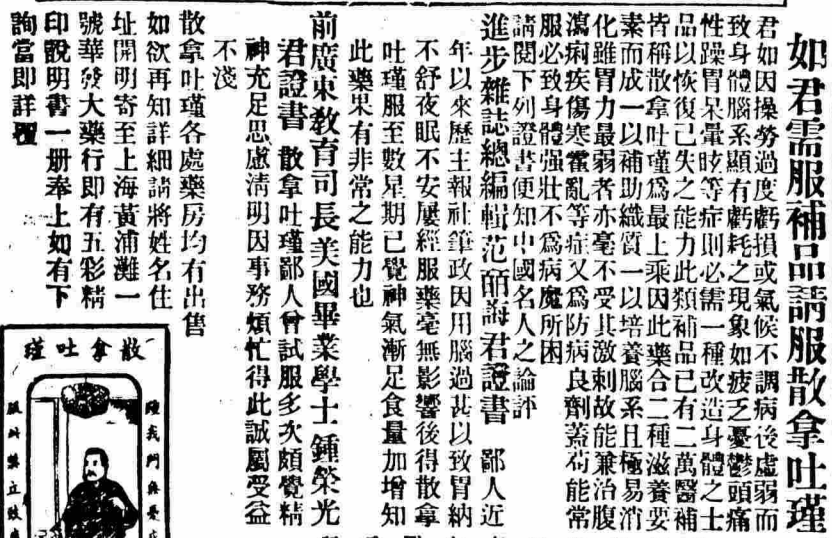 如君需服補品請服散拿吐瑾
君如因操勞過度虧損或氣候不調病後虛弱而
致身體腦系顯有虧耗之現象如疲乏憂鬱頭痛
性躁胃呆暈眩等症則必需一種改造身體之士
品以恢復已失之能力此類補品已有二萬醫補
皆稱散拿吐瑾爲最上乘因此藥合二種滋養要
素而成一以補助織質一以培養腦系且極易消
化雖胃力最弱者亦毫不受其激刺故能兼治腹
瀉痢疾傷寒霍亂等症又爲防病良劑蓋苟能常
服必致身體强壯不爲病魔所困
請閱下列證書便知中國名人之論評
進步雜誌總編輯范皕誨君證書 鄙人近
年以來歷主報社筆政因用腦過甚以致胃納
不舒夜眠不安屢經服藥毫無影響後得散拿
吐瑾服至數星期已覺神氣漸足食量加增知
此藥果有非常之能力也
前廣東教育司長美國畢業學士鍾榮光
君證書 散拿吐瑾鄙人曾試服多次頗覺精
神充足思慮淸明因事務煩忙得此誠屬受益
不淺
散拿吐瑾各處藥房均有出售
如欲再知詳細請將姓名住
址開明寄至上海黃浦灘一
號華發大藥行即有五彩精
印說明書一册奉上如有下
詢當即詳覆
散拿吐瑾